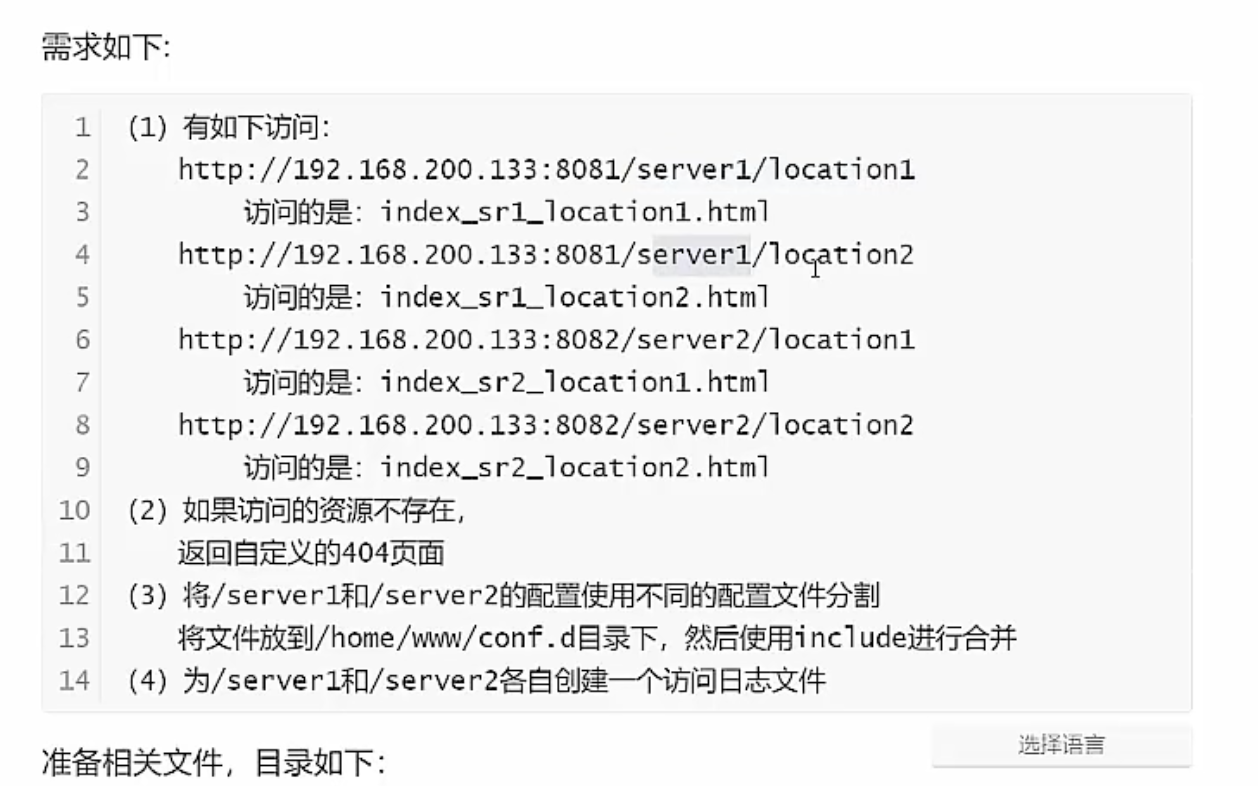 需求如下:
1 (1) 有如下访问:
2 http://192.168.200.133:8081/server1/location1
3 访问的是: index_sr1_location1.html
4 http://192.168.200.133:8081/server1/location2
5 访问的是: index_sr1_location2.html
6 http://192.168.200.133:8082/server2/location1
7 访问的是: index_sr2_location1.html
8 http://192.168.200.133:8082/server2/location2
9 访问的是: index_sr2_location2.html
10 (2) 如果访问的资源不存在,
11 返回自定义的404页面
12 (3) 将/server1和/server2的配置使用不同的配置文件分割
13 将文件放到/home/www/conf.d目录下, 然后使用include进行合并
14 (4) 为/server1和/server2各自创建一个访问日志文件
选择语言
准备相关文件, 目录如下: